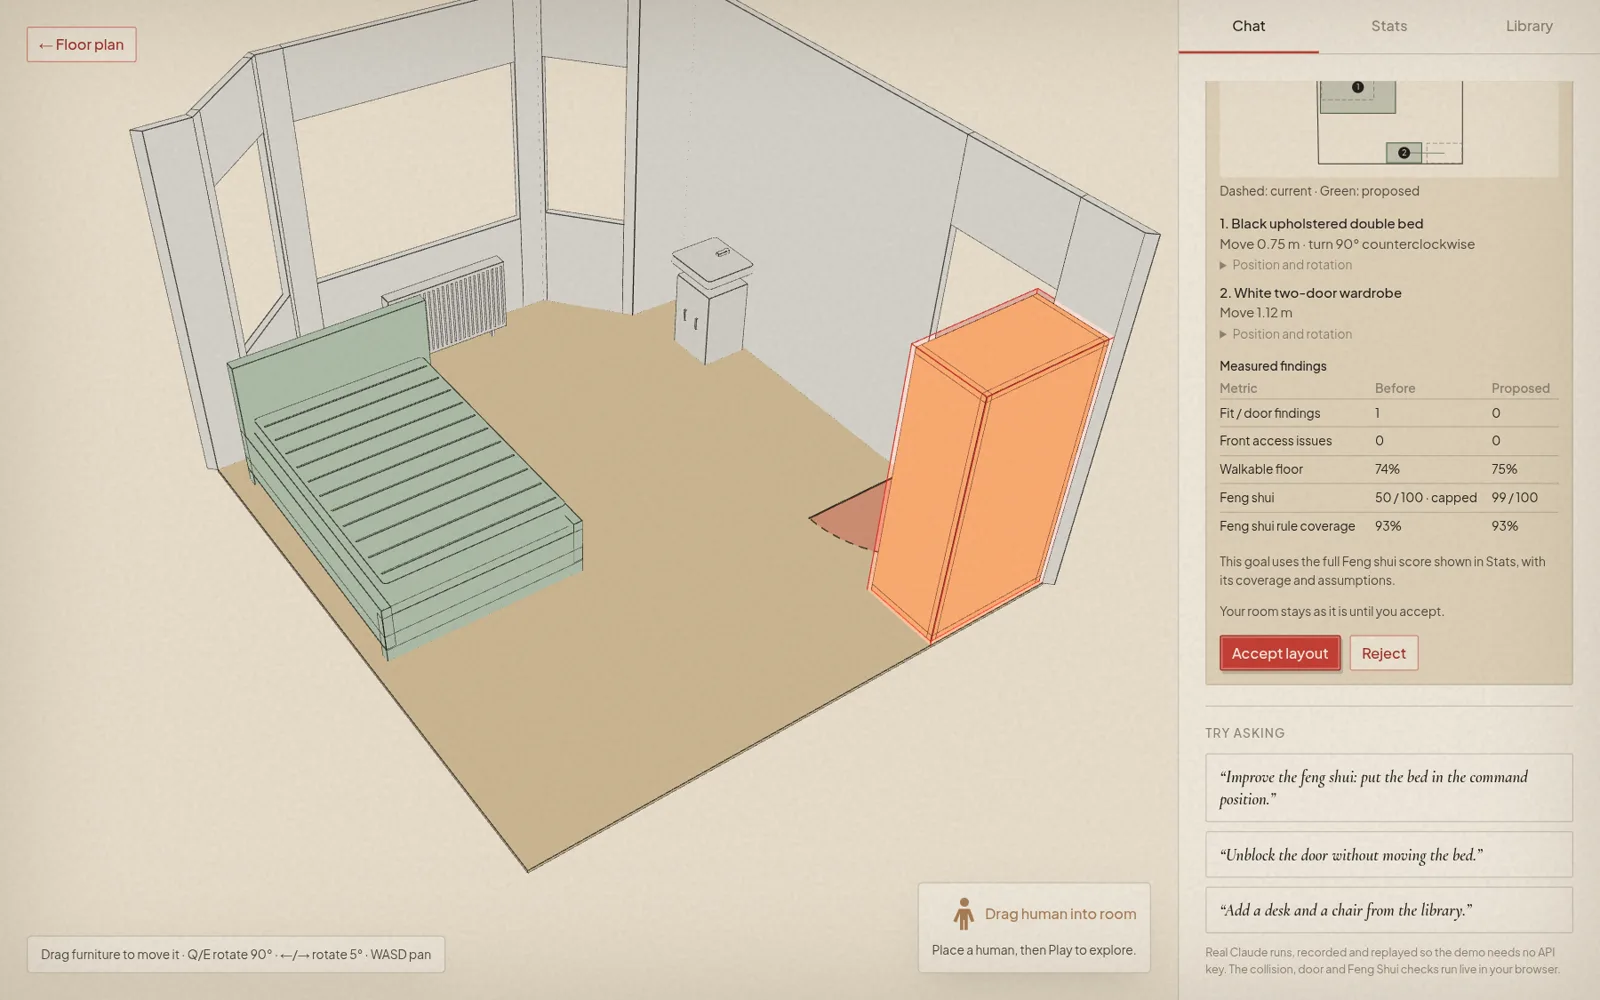 ← Floor plan
Chat
Stats
Library
1
2
Dashed: current · Green: proposed
1. Black upholstered double bed
Move 0.75 m · turn 90° counterclockwise
▶ Position and rotation
2. White two-door wardrobe
Move 1.12 m
▶ Position and rotation
Measured findings
Metric Before Proposed
Fit / door findings 1 0
Front access issues 0 0
Walkable floor 74% 75%
Feng shui 50 / 100 · capped 99 / 100
Feng shui rule coverage 93% 93%
This goal uses the full Feng shui score shown in Stats, with
its coverage and assumptions.
Your room stays as it is until you accept.
Accept layout
Reject
TRY ASKING
“Improve the feng shui: put the bed in the command
position.”
“Unblock the door without moving the bed.”
“Add a desk and a chair from the library.”
Real Claude runs, recorded and replayed so the demo needs no API
key. The collision, door and Feng Shui checks run live in your browser.
Drag human into room
Place a human, then Play to explore.
Drag furniture to move it · Q/E rotate 90° · ←/→ rotate 5° · WASD pan